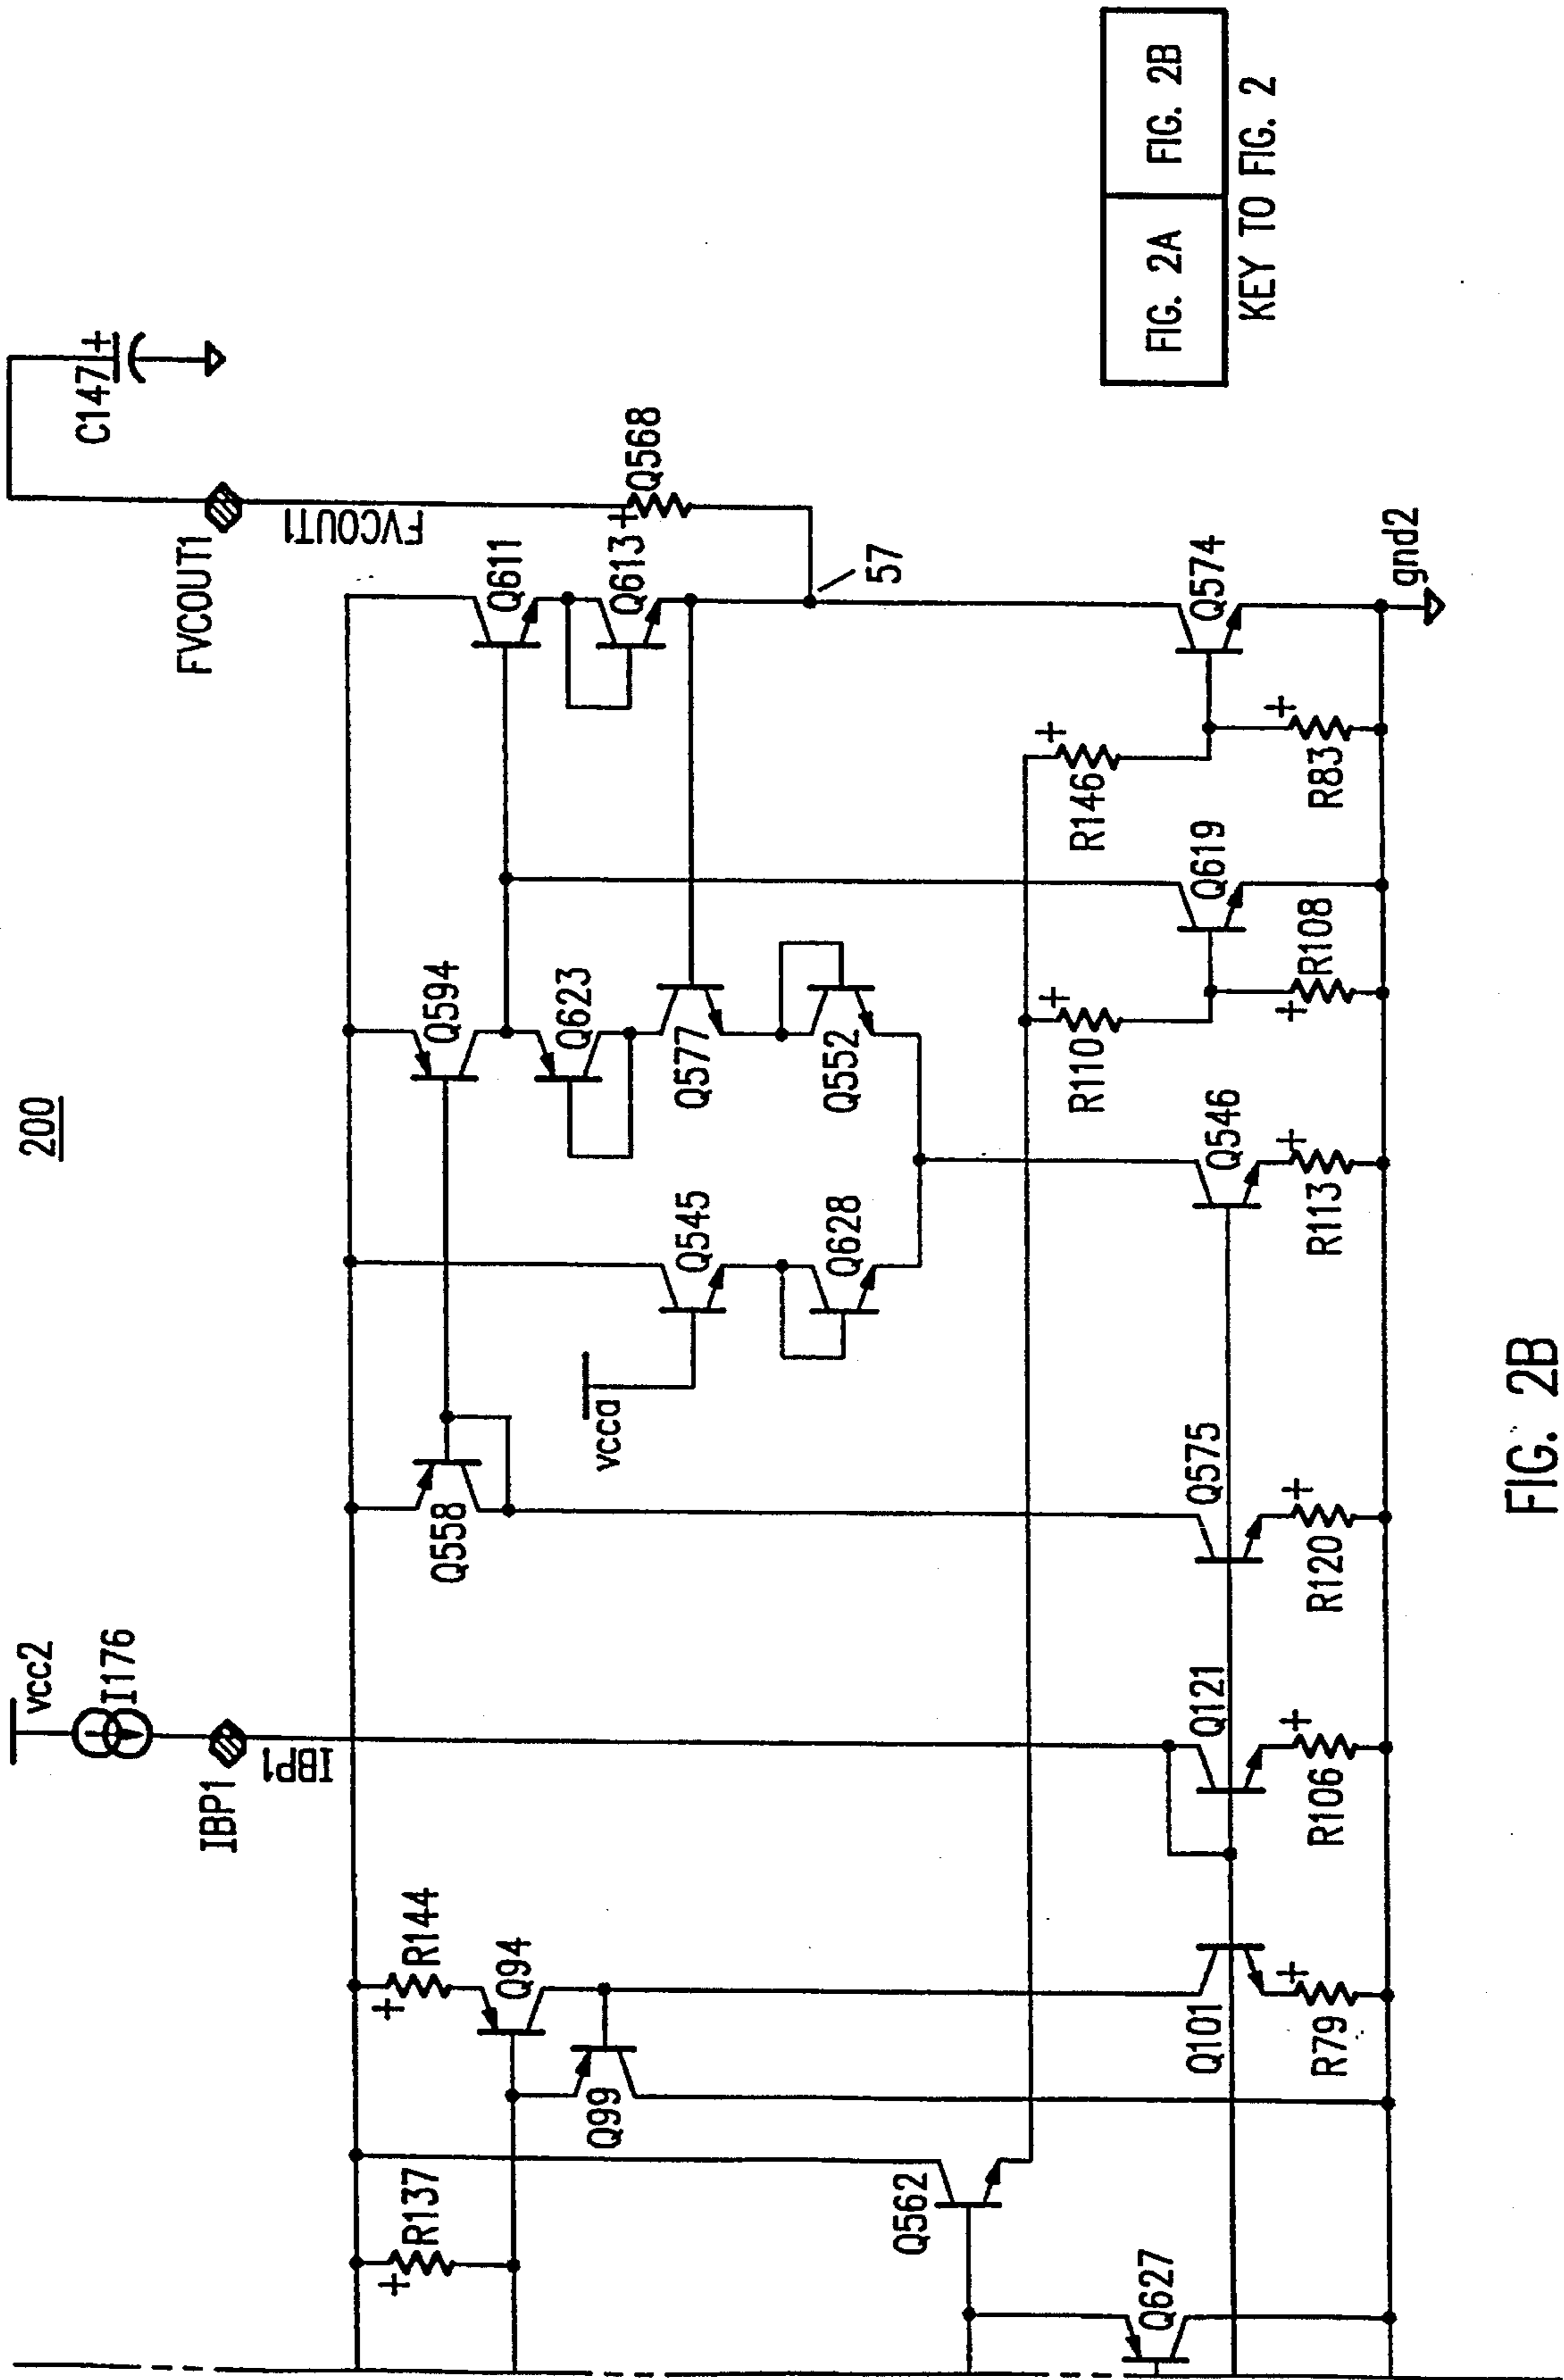 200
vcc2
I176
IBP1
IBP1
FVCOUT1
FVCOUT1
C147
+
R137
+
R144
+
Q94
Q99
Q558
Q594
Q623
Q611
Q613
Q568
+
vcca
Q545
Q577
Q628
Q552
57
Q562
Q627
R110
+
R146
+
Q101
Q121
Q575
Q546
Q619
Q574
R79
+
R106
+
R120
+
R113
+
R108
+
R83
+
gnd2
FIG. 2A
FIG. 2B
KEY TO FIG. 2
FIG. 2B